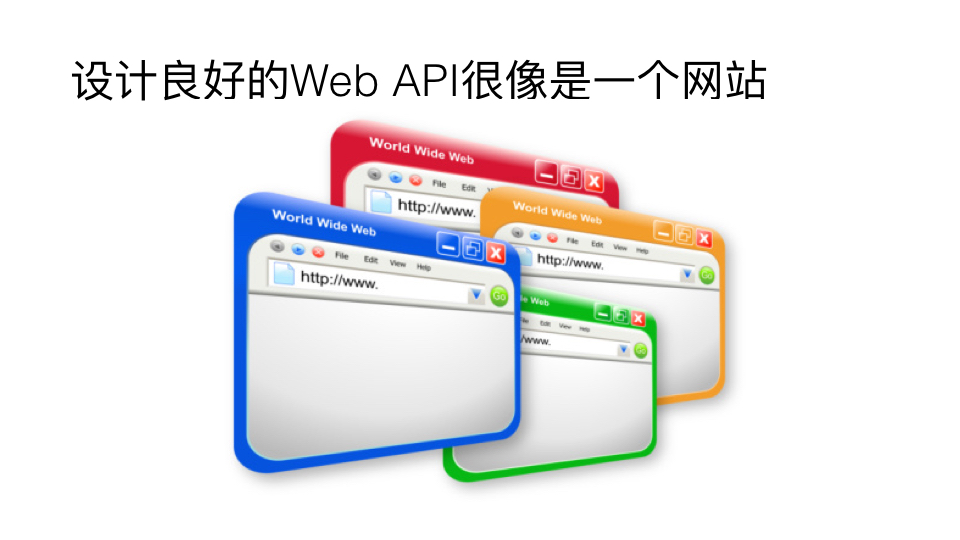 设计良好的Web API很像是一个网站
World Wide Web
File Edit
http://www.
World Wide Web
File Edit View Help
http://www.
Go
World Wide Web
File Edit View Help
http://www.
Go
de Web
File Edit View Help
/www.
Go